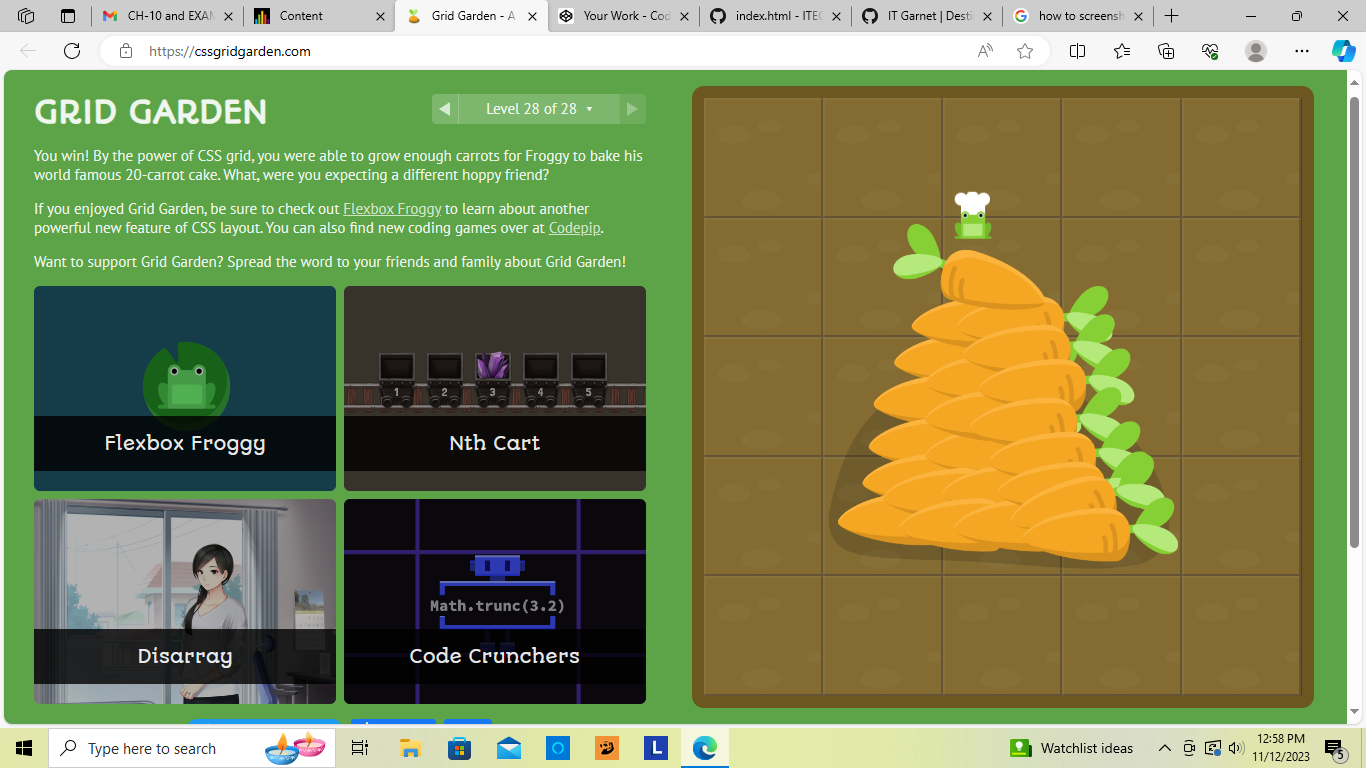 CH-10 and EXAM
Content
Grid Garden - A
Your Work - Cod
index.html - ITEC
IT Garnet | Desti
how to screensh
https://cssgridgarden.com
GRID GARDEN
Level 28 of 28
You win! By the power of CSS grid, you were able to grow enough carrots for Froggy to bake his
world famous 20-carrot cake. What, were you expecting a different hoppy friend?
If you enjoyed Grid Garden, be sure to check out Flexbox Froggy to learn about another
powerful new feature of CSS layout. You can also find new coding games over at Codepip.
Want to support Grid Garden? Spread the word to your friends and family about Grid Garden!
Flexbox Froggy
1 2 3 4 5
Nth Cart
Disarray
Math.trunc(3.2)
Code Crunchers
Type here to search
L
Watchlist ideas
12:58 PM
11/12/2023
5